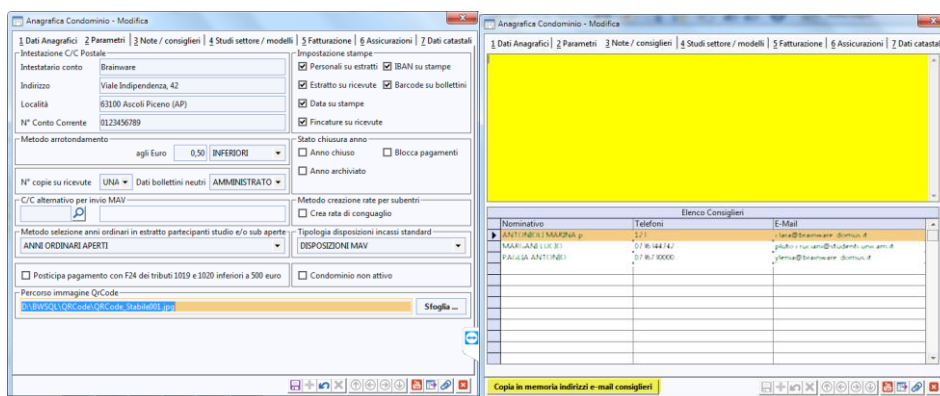 Anagrafica Condominio - Modifica
1 Dati Anagrafici 2 Parametri 3 Note / consiglieri 4 Studi settore / modelli 5 Fatturazione 6 Assicurazioni 7 Dati catastali
Intestazione C/C Postale
Intestatario conto Brainware
Indirizzo Viale Indipendenza, 42
Località 63100 Ascoli Piceno (AP)
N° Conto Corrente 0123456789
Impostazione stampe
Personali su estratti IBAN su stampe
Estratto su ricevute Barcode su bollettini
Data su stampe
Fincature su ricevute
Metodo arrotondamento
agli Euro 0,50 INFERIORI
Stato chiusura anno
Anno chiuso Blocca pagamenti
Anno archiviato
N° copie su ricevute UNA Dati bollettini neutri AMMINISTRATO
C/C alternativo per invio MAV
Metodo creazione rate per subentri
Crea rata di conguaglio
Metodo selezione anni ordinari in estratto partecipanti studio e/o sub aperte
ANNI ORDINARI APERTI
Tipologia disposizioni incassi standard
DISPOSIZIONI MAV
Posticipa pagamento con F24 dei tributi 1019 e 1020 inferiori a 500 euro
Condominio non attivo
Percorso immagine QrCode
D:\BWSQL\QRCode\QRCode_Stabile001.jpg Sfoglia ...
Anagrafica Condominio - Modifica
1 Dati Anagrafici 2 Parametri 3 Note / consiglieri 4 Studi settore / modelli 5 Fatturazione 6 Assicurazioni 7 Dati catastali
Elenco Consiglieri
Nominativo Telefoni E-Mail
ANTONIOLI MARINA p 123
MARGANI LUCIO
PAGLIA ANTONIO
Copia in memoria indirizzi e-mail consiglieri